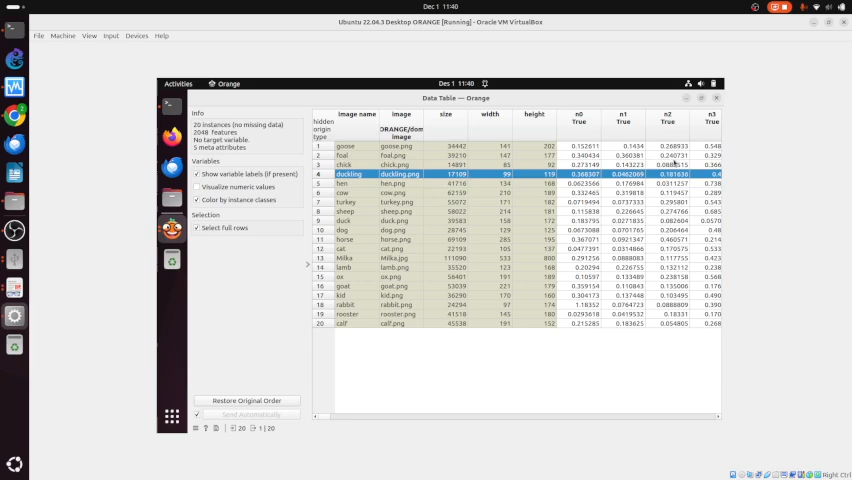 Dec 1 11:40
Ubuntu 22.04.3 Desktop ORANGE [Running] - Oracle VM VirtualBox
File Machine View Input Devices Help
Activities Orange Des 1 11:40
Data Table — Orange
Info
20 instances (no missing data)
2048 features
No target variable.
5 meta attributes
Variables
Show variable labels (if present)
Visualize numeric values
Color by instance classes
Selection
Select full rows
Restore Original Order
Send Automatically
20 1 | 20
image name image size width height n0 n1 n2 n3
True True True True
hidden
origin ORANGE/dom
type image
1 goose goose.png 34442 141 202 0.152611 0.1434 0.268933 0.548
2 foal foal.png 39210 147 177 0.340434 0.360381 0.240731 0.329
3 chick chick.png 14891 85 92 0.273149 0.143223 0.366
4 duckling duckling.png 17109 99 119 0.368307 0.0462069 0.181636 0.4
5 hen hen.png 41716 134 168 0.0623566 0.176984 0.0311257 0.738
6 cow cow.png 62159 210 189 0.332465 0.319818 0.119457 0.289
7 turkey turkey.png 55072 171 182 0.0719494 0.0737333 0.295801 0.543
8 sheep sheep.png 58022 214 181 0.115838 0.226645 0.274766 0.685
9 duck duck.png 39583 158 172 0.183795 0.0271835 0.082604 0.0570
10 dog dog.png 28745 129 125 0.0673088 0.0701765 0.206464 0.48
11 horse horse.png 69109 285 195 0.367071 0.0921347 0.460571 0.214
12 cat cat.png 22193 105 137 0.0477391 0.0348817 0.170575 0.533
13 Milka Milka.jpg 111090 533 800 0.291256 0.0888083 0.117755 0.423
14 lamb lamb.png 35520 123 168 0.20294 0.226755 0.132112 0.238
15 ox ox.png 56401 191 189 0.10597 0.133489 0.238158 0.568
16 goat goat.png 53039 221 179 0.359154 0.110843 0.135006 0.176
17 kid kid.png 36290 170 160 0.304173 0.137448 0.103495 0.490
18 rabbit rabbit.png 24294 97 174 1.18352 0.0764723 0.0888809 0.390
19 rooster rooster.png 41518 145 180 0.0293618 0.0419532 0.18331 0.170
20 calf calf.png 45538 191 152 0.215285 0.183625 0.054805 0.268
Right Ctrl